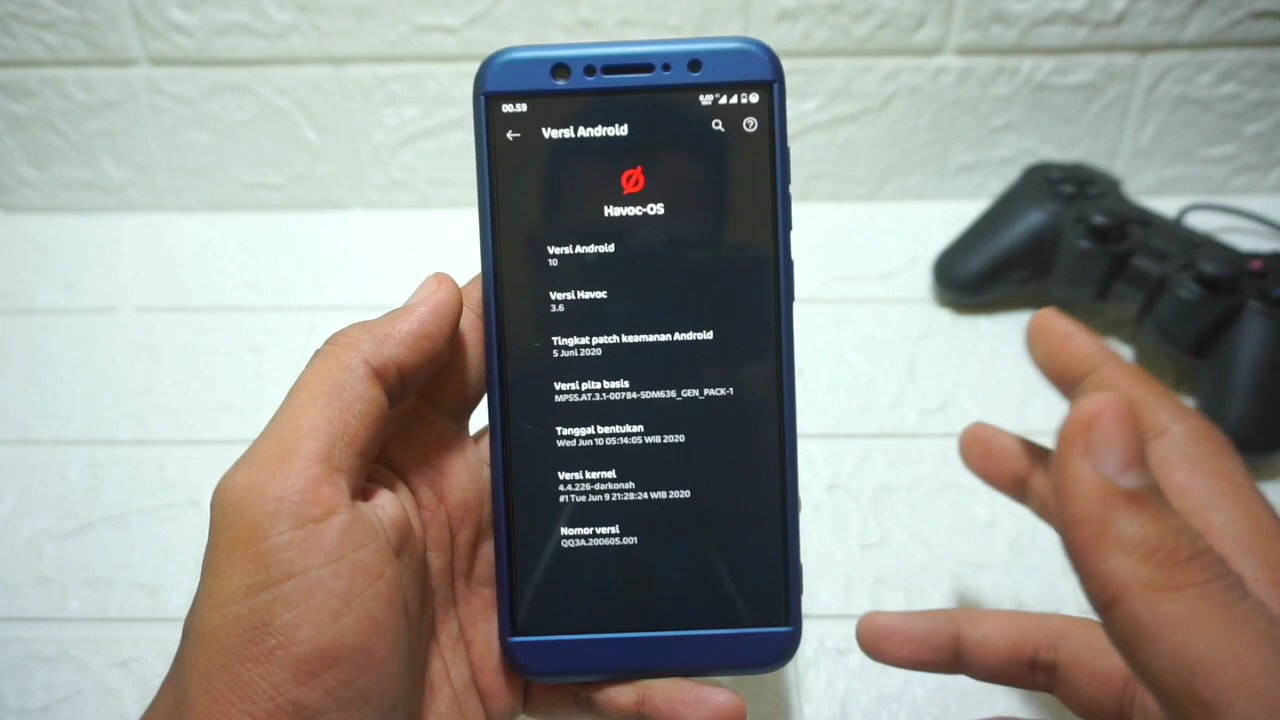 00.59
0,00
Versi Android
Havoc-OS
Versi Android
10
Versi Havoc
3.6
Tingkat patch keamanan Android
5 Juni 2020
Versi pita basis
MPSS.AT.3.1-00784-SDM636_GEN_PACK-1
Tanggal bentukan
Wed Jun 10 05:14:05 WIB 2020
Versi kernel
4.4.226-darkonah
#1 Tue Jun 9 21:28:24 WIB 2020
Nomor versi
QQ3A.200605.001